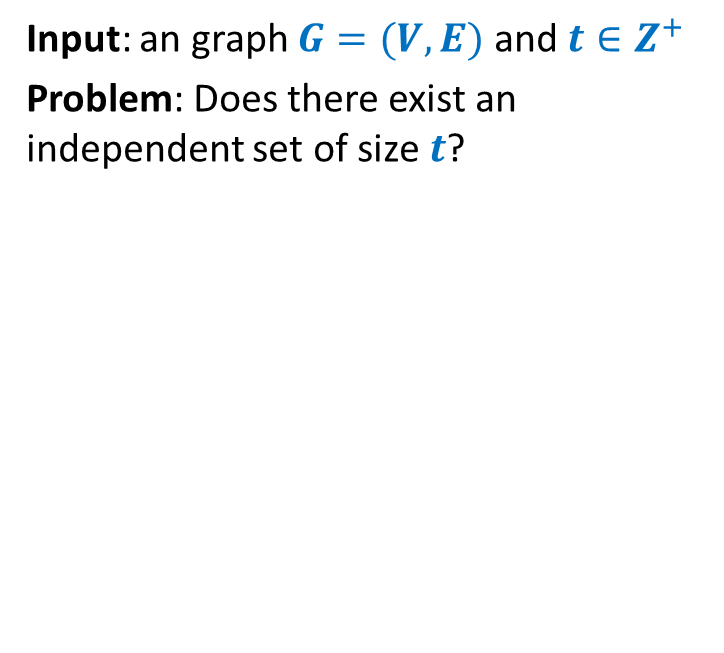 Input: an graph G = (V, E) and t ∈ Z⁺
Problem: Does there exist an
independent set of size t?